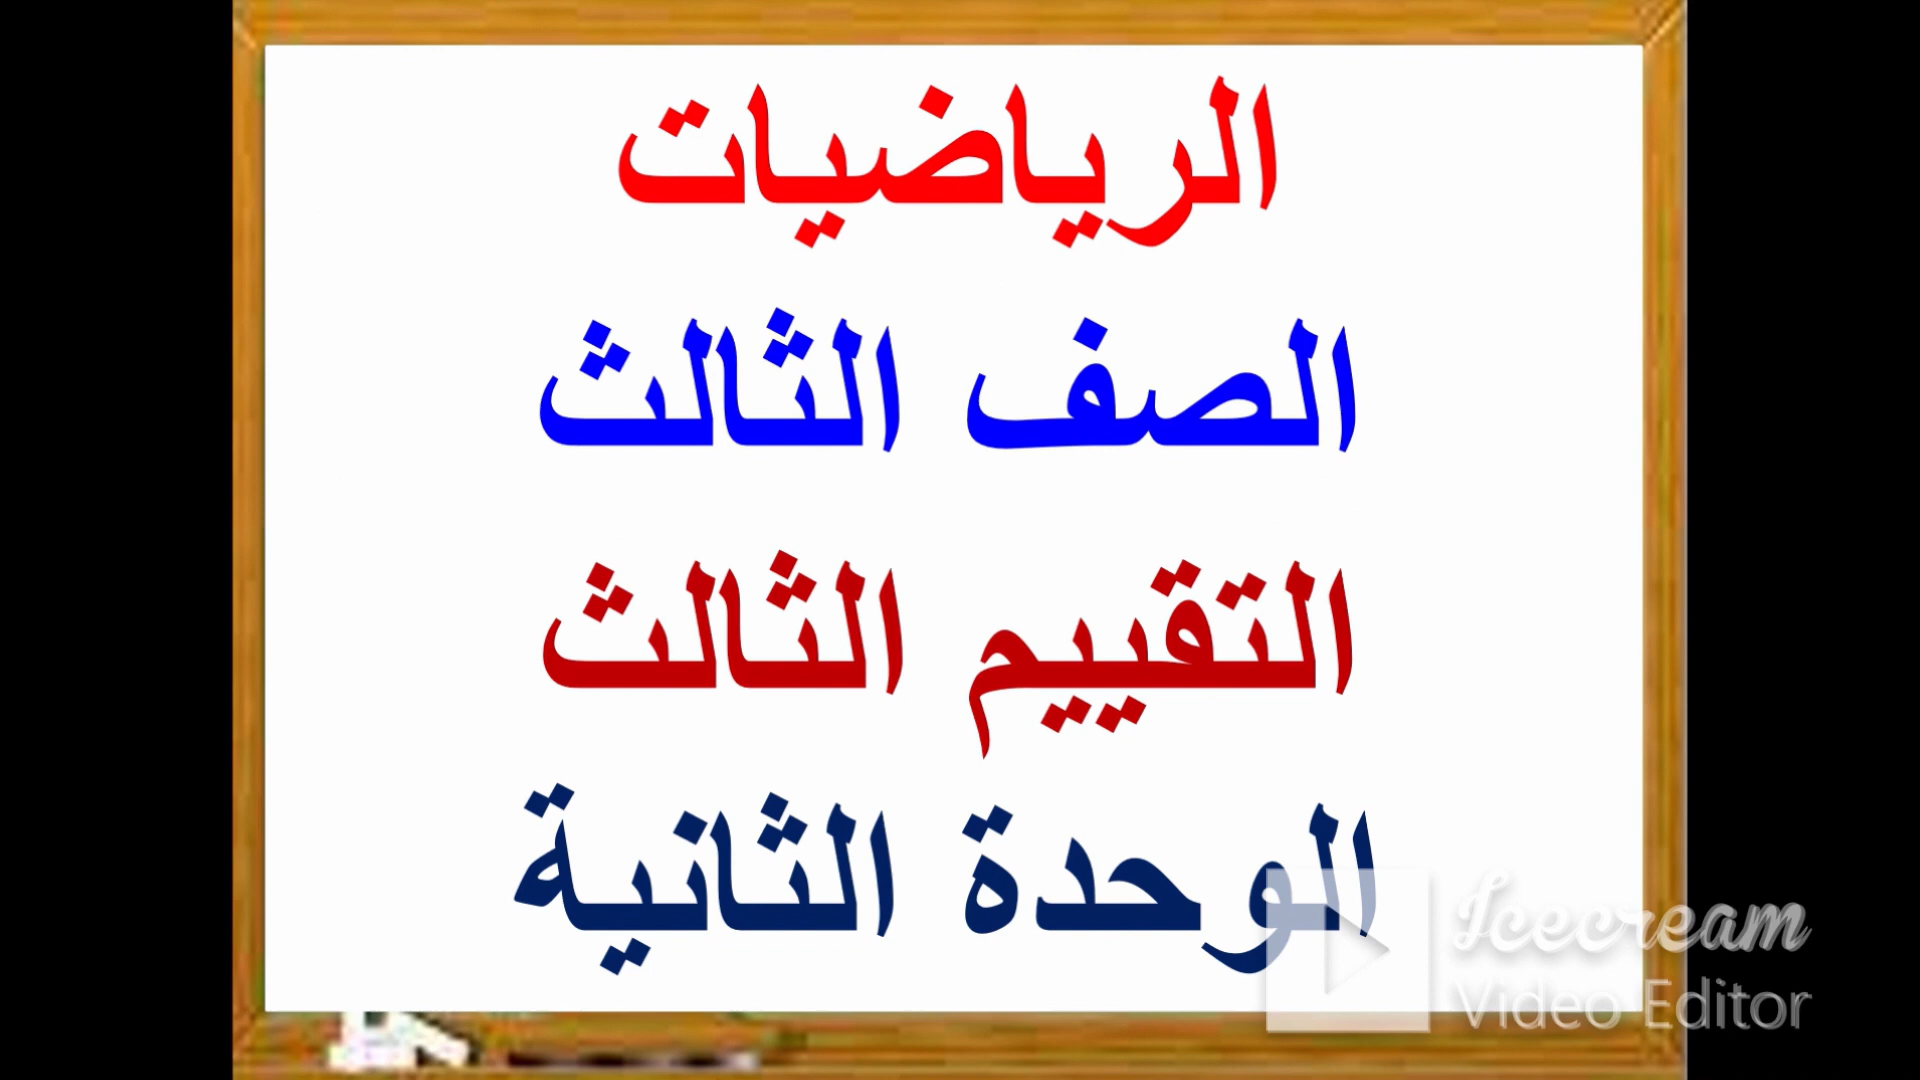 الرياضيات
الصف الثالث
التقييم الثالث
الوحدة الثانية
Icecream
Video Editor